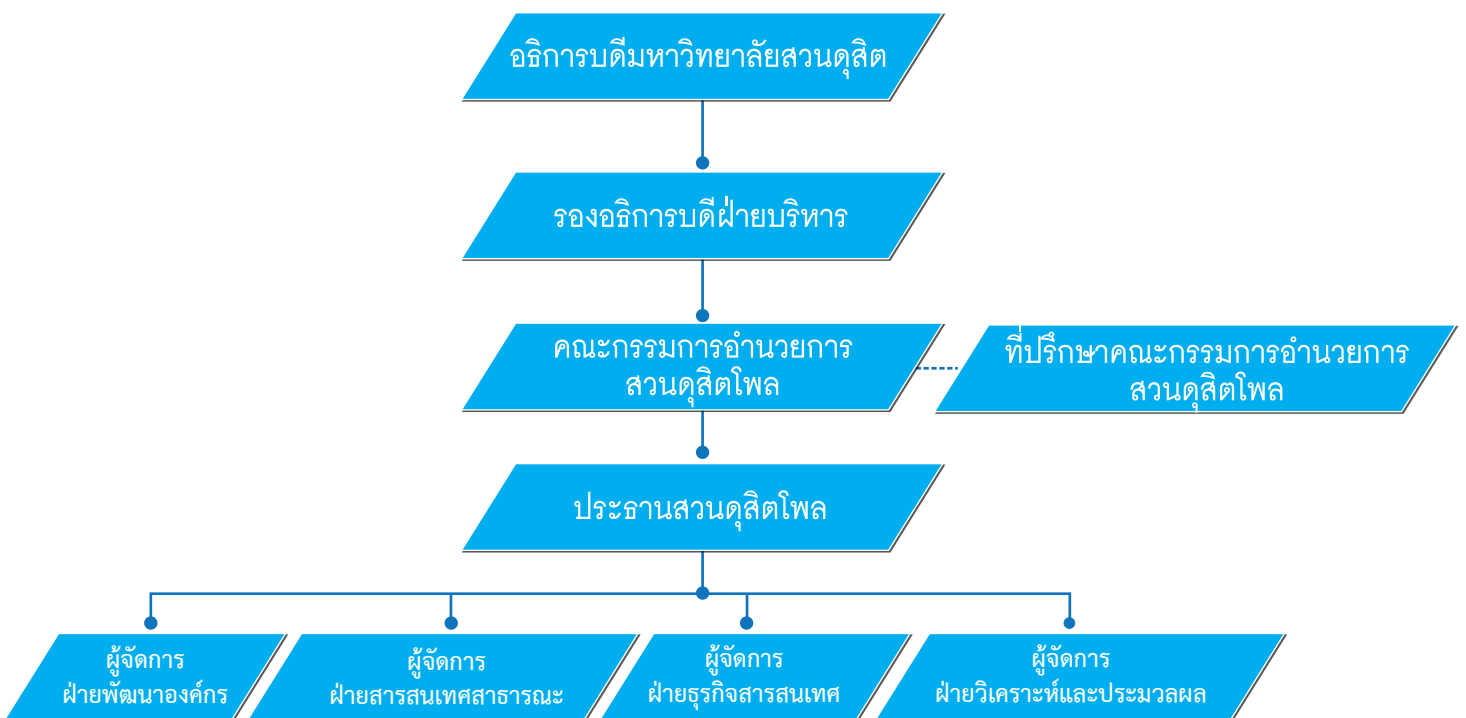 อธิการบดีมหาวิทยาลัยสวนดุสิต
รองอธิการบดีฝ่ายบริหาร
คณะกรรมการอำนวยการ
สวนดุสิตโพล
ที่ปรึกษาคณะกรรมการอำนวยการ
สวนดุสิตโพล
ประธานสวนดุสิตโพล
ผู้จัดการ
ฝ่ายพัฒนาองค์กร
ผู้จัดการ
ฝ่ายสารสนเทศสาธารณะ
ผู้จัดการ
ฝ่ายธุรกิจสารสนเทศ
ผู้จัดการ
ฝ่ายวิเคราะห์และประมวลผล